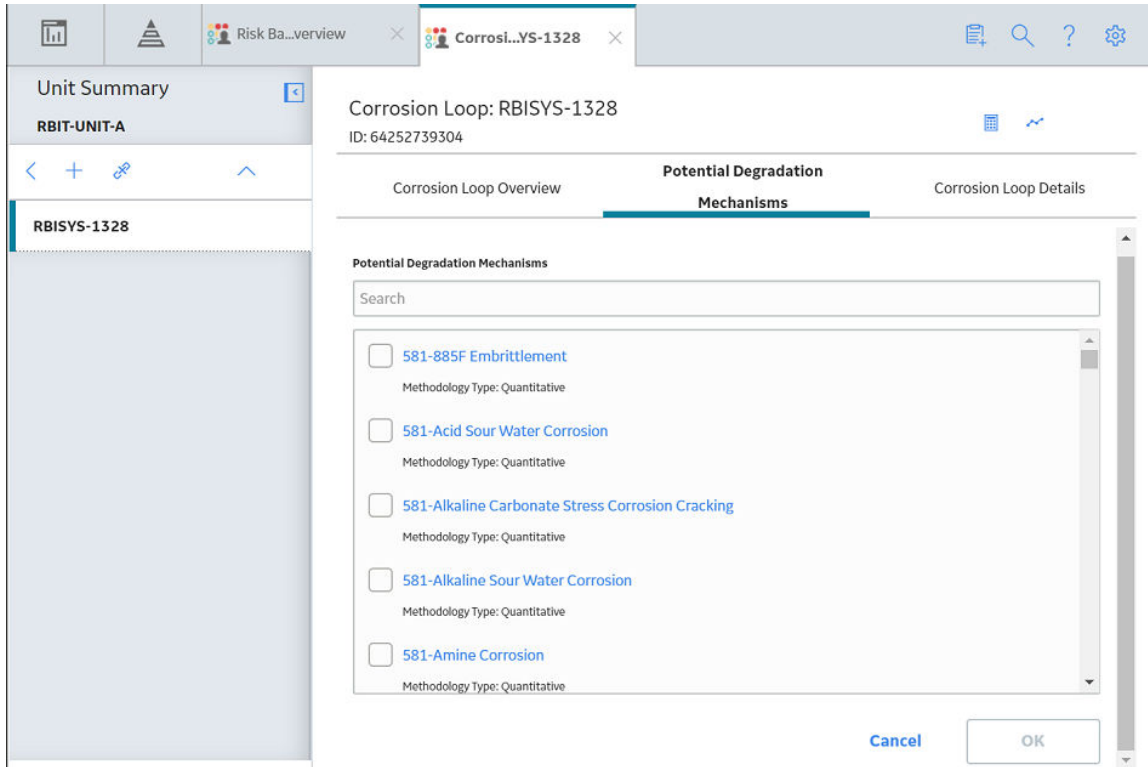 Risk Ba...verview
Corrosi...YS-1328
Unit Summary
RBIT-UNIT-A
RBISYS-1328
Corrosion Loop: RBISYS-1328
ID: 64252739304
Corrosion Loop Overview
Potential Degradation
Mechanisms
Corrosion Loop Details
Potential Degradation Mechanisms
Search
581-885F Embrittlement
Methodology Type: Quantitative
581-Acid Sour Water Corrosion
Methodology Type: Quantitative
581-Alkaline Carbonate Stress Corrosion Cracking
Methodology Type: Quantitative
581-Alkaline Sour Water Corrosion
Methodology Type: Quantitative
581-Amine Corrosion
Methodology Type: Quantitative
Cancel
OK